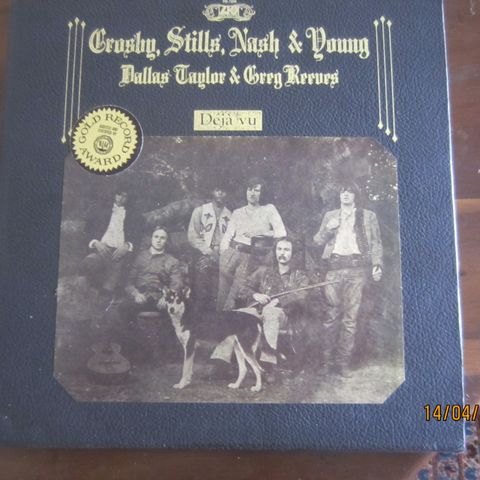 Crosby, Stills, Nash & Young
Dallas Taylor & Greg Reeves
Déjà vu
GOLD RECORD
AWARD
14/04/